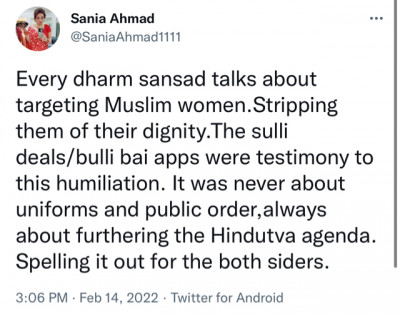 Sania Ahmad
@SaniaAhmad1111
Every dharm sansad talks about
targeting Muslim women.Stripping
them of their dignity.The sulli
deals/bulli bai apps were testimony to
this humiliation. It was never about
uniforms and public order,always
about furthering the Hindutva agenda.
Spelling it out for the both siders.
3:06 PM · Feb 14, 2022 · Twitter for Android